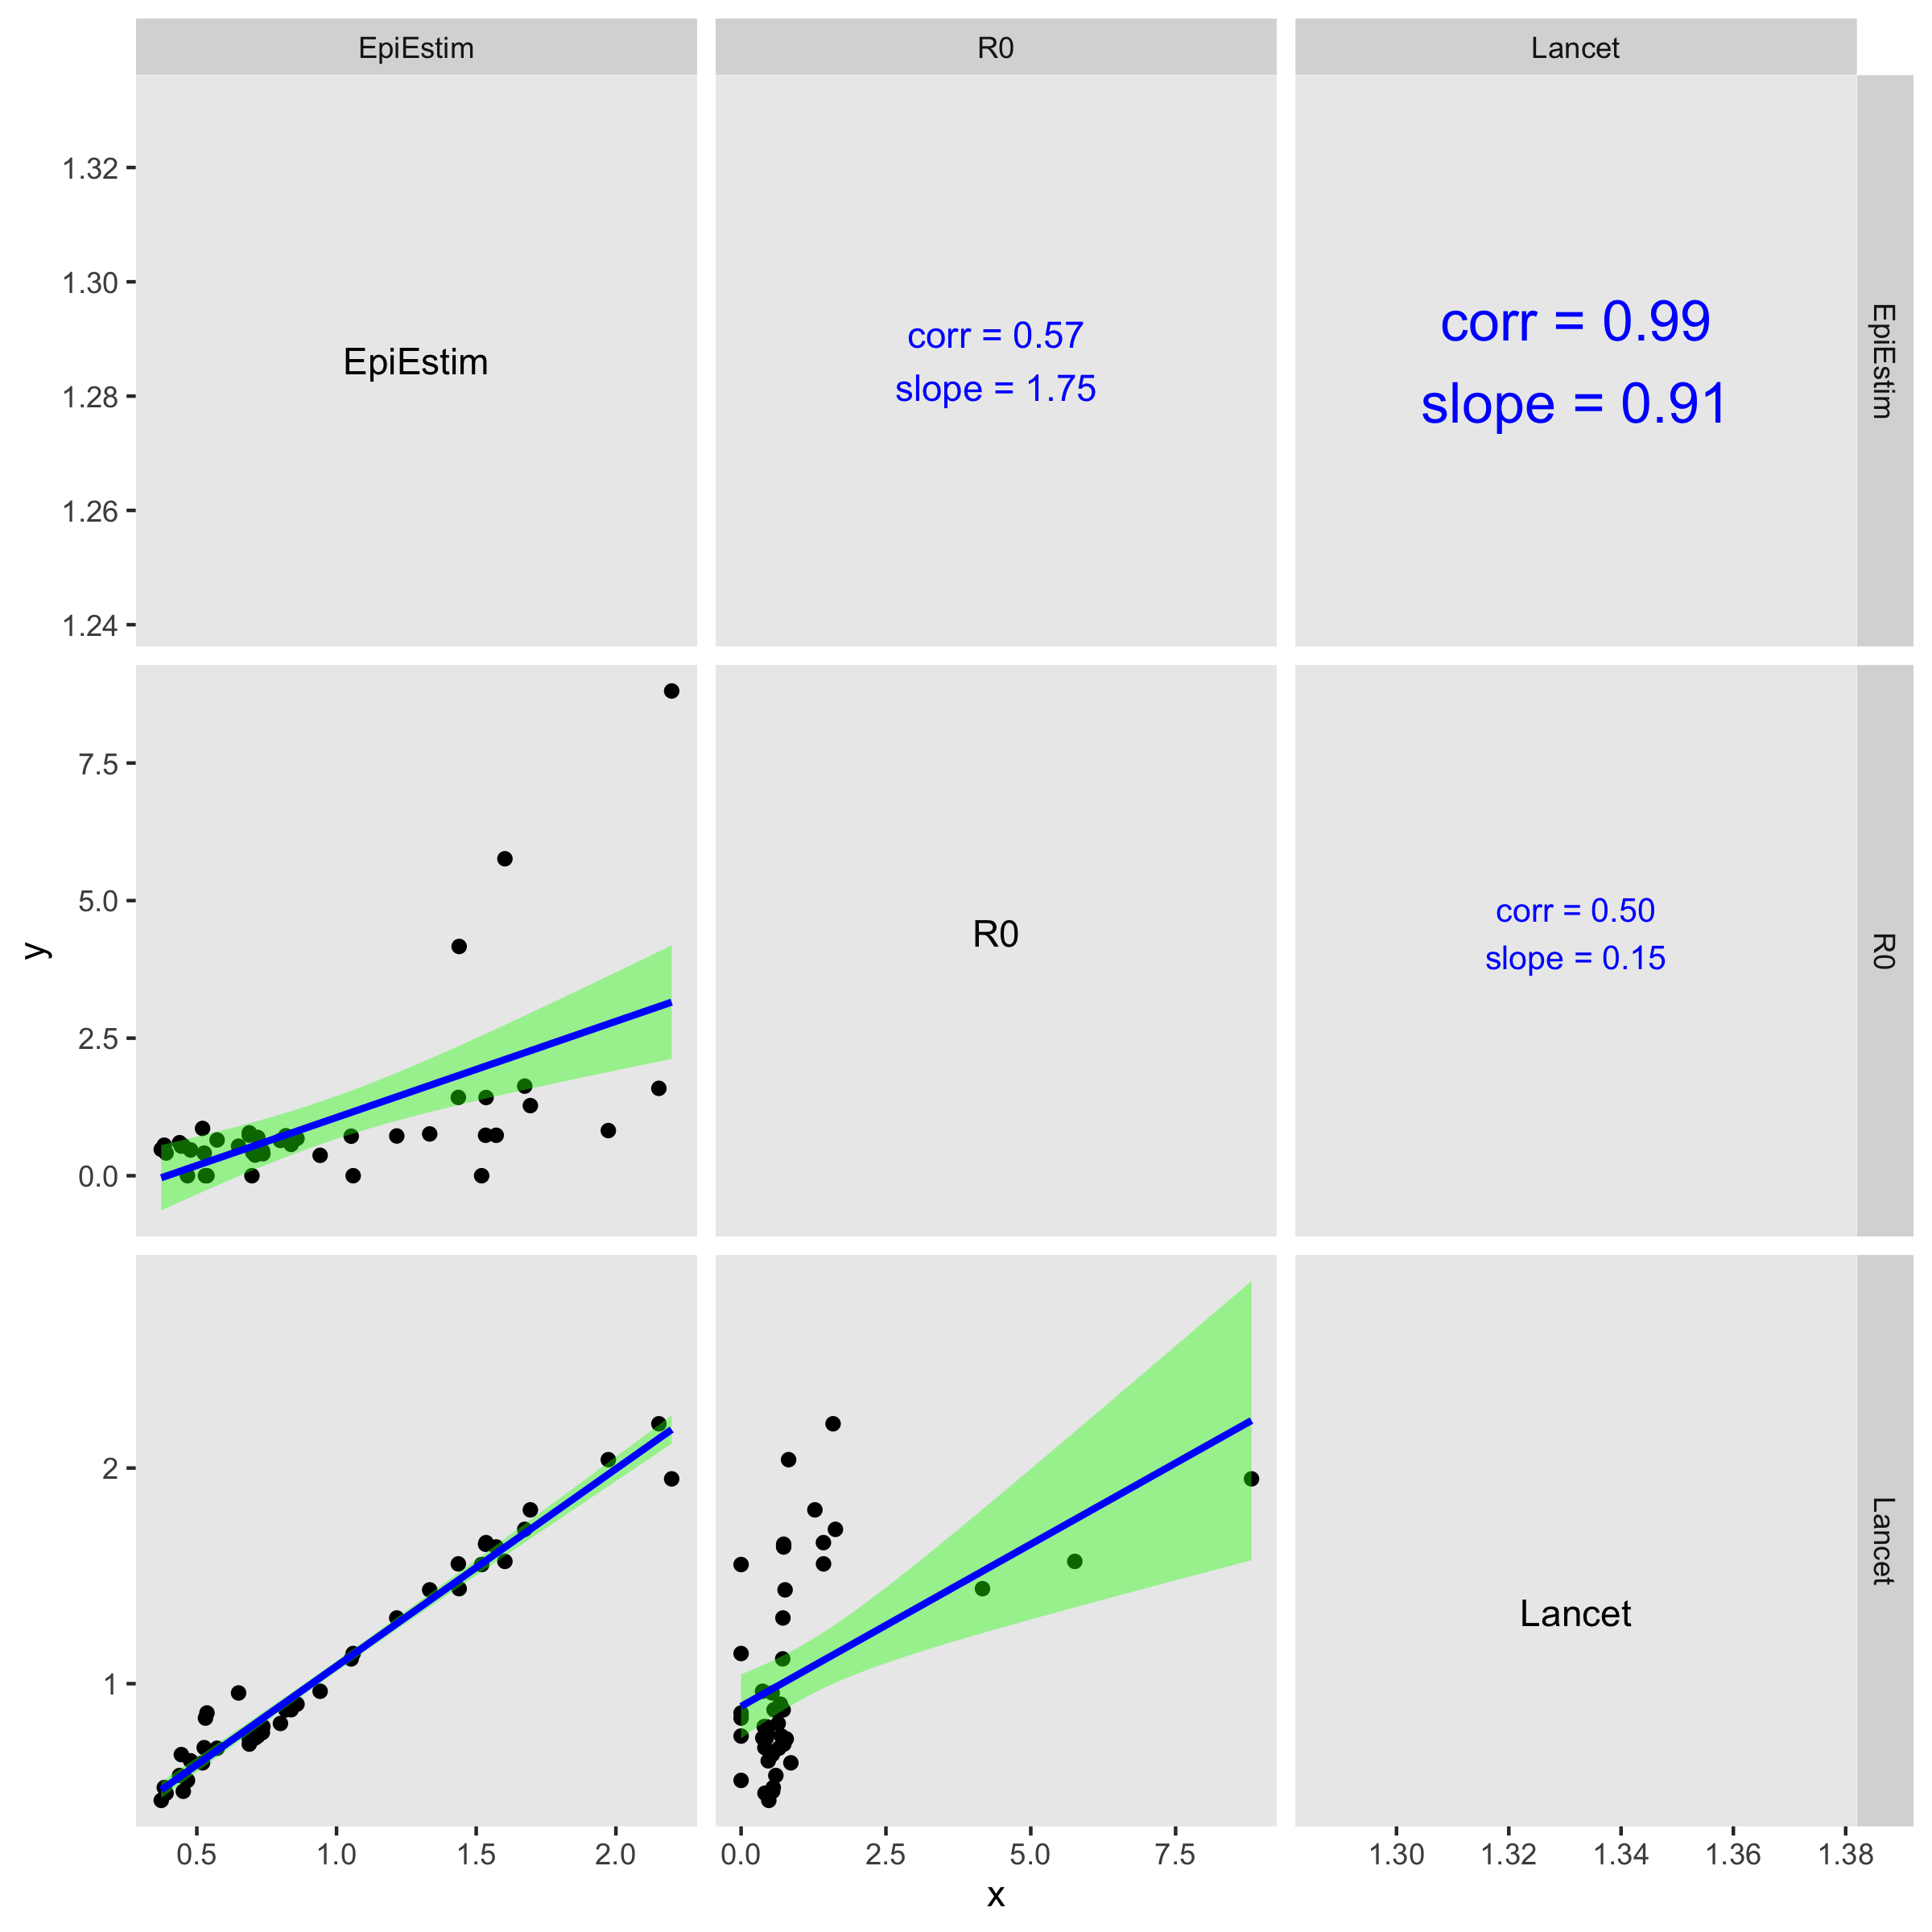 EpiEstim
R0
Lancet
1.32
1.30
1.28
1.26
1.24
EpiEstim
corr = 0.57
slope = 1.75
corr = 0.99
slope = 0.91
EpiEstim
y
7.5
5.0
2.5
0.0
R0
corr = 0.50
slope = 0.15
R0
2
1
Lancet
Lancet
0.5 1.0 1.5 2.0
0.0 2.5 5.0 7.5
1.30 1.32 1.34 1.36 1.38
x